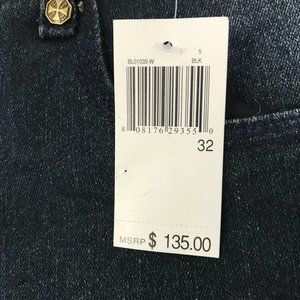 S
BL01035-W BLK
8 08176 29355 0
32
MSRP $ 135.00